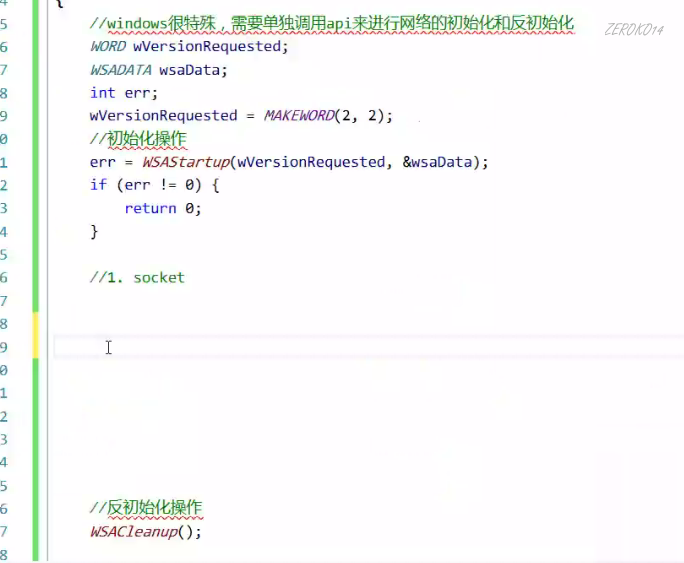 4 {
5 //windows很特殊，需要单独调用api来进行网络的初始化和反初始化 ZEROKO14
6 WORD wVersionRequested;
7 WSADATA wsaData;
8 int err;
9 wVersionRequested = MAKEWORD(2, 2);
0 //初始化操作
1 err = WSAStartup(wVersionRequested, &wsaData);
2 if (err != 0) {
3 return 0;
4 }
5
6 //1. socket
7
8
9
0
1
2
3
4
5
6 //反初始化操作
7 WSACleanup();
8